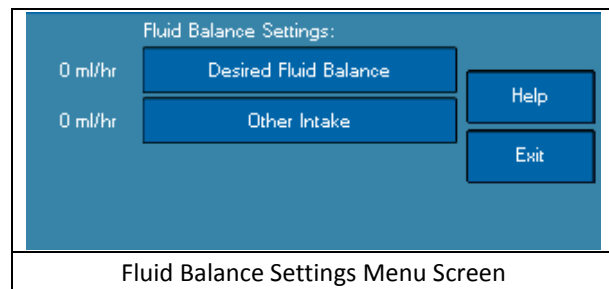 Fluid Balance Settings:
0 ml/hr Desired Fluid Balance
Help
0 ml/hr Other Intake
Exit
Fluid Balance Settings Menu Screen